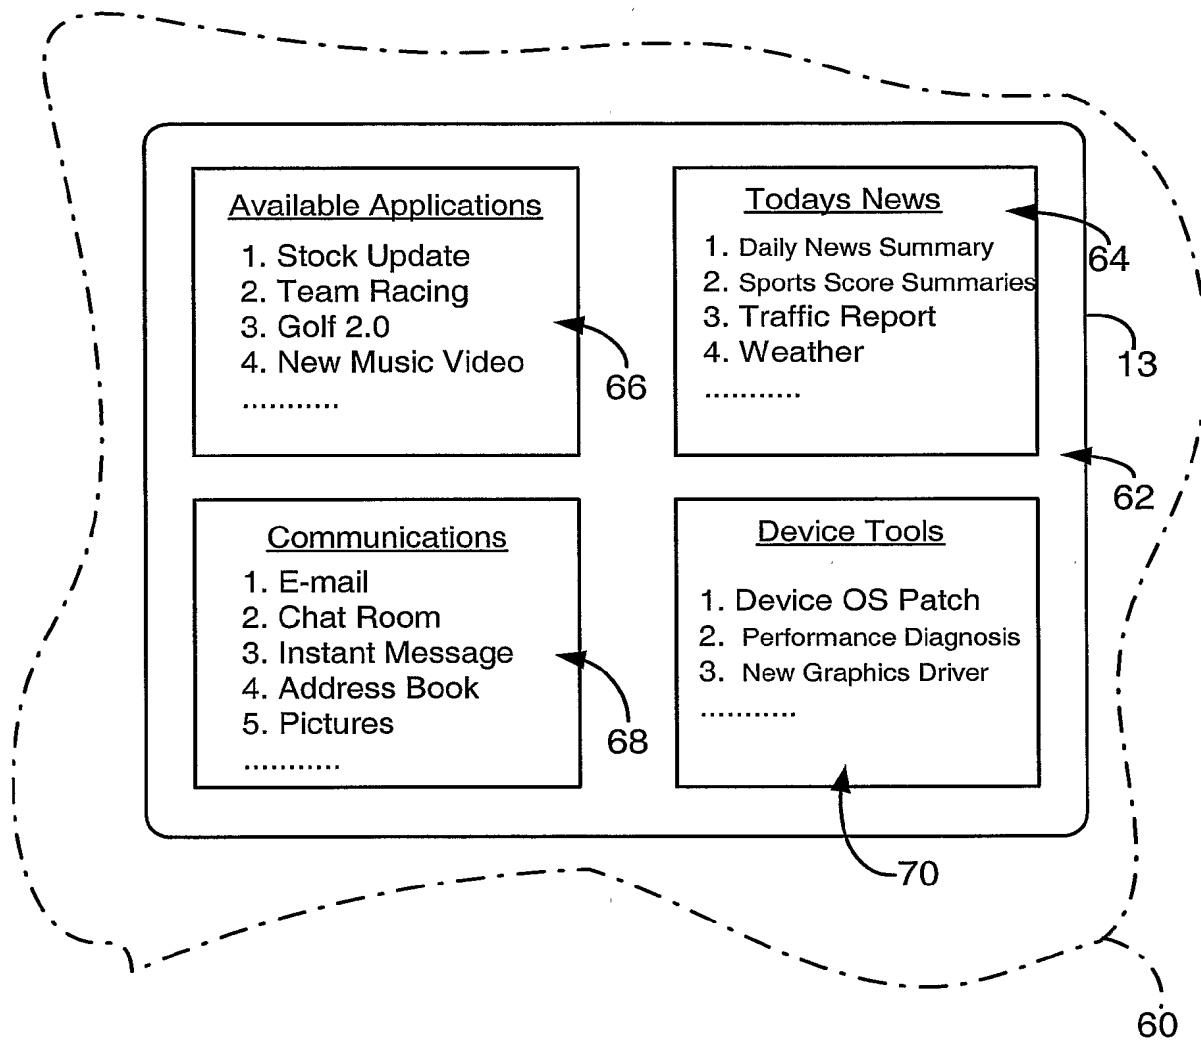 Available Applications
1. Stock Update
2. Team Racing
3. Golf 2.0
4. New Music Video
...........
66
Todays News
1. Daily News Summary
2. Sports Score Summaries
3. Traffic Report
4. Weather
...........
64
13
62
Communications
1. E-mail
2. Chat Room
3. Instant Message
4. Address Book
5. Pictures
...........
68
Device Tools
1. Device OS Patch
2. Performance Diagnosis
3. New Graphics Driver
...........
70
60